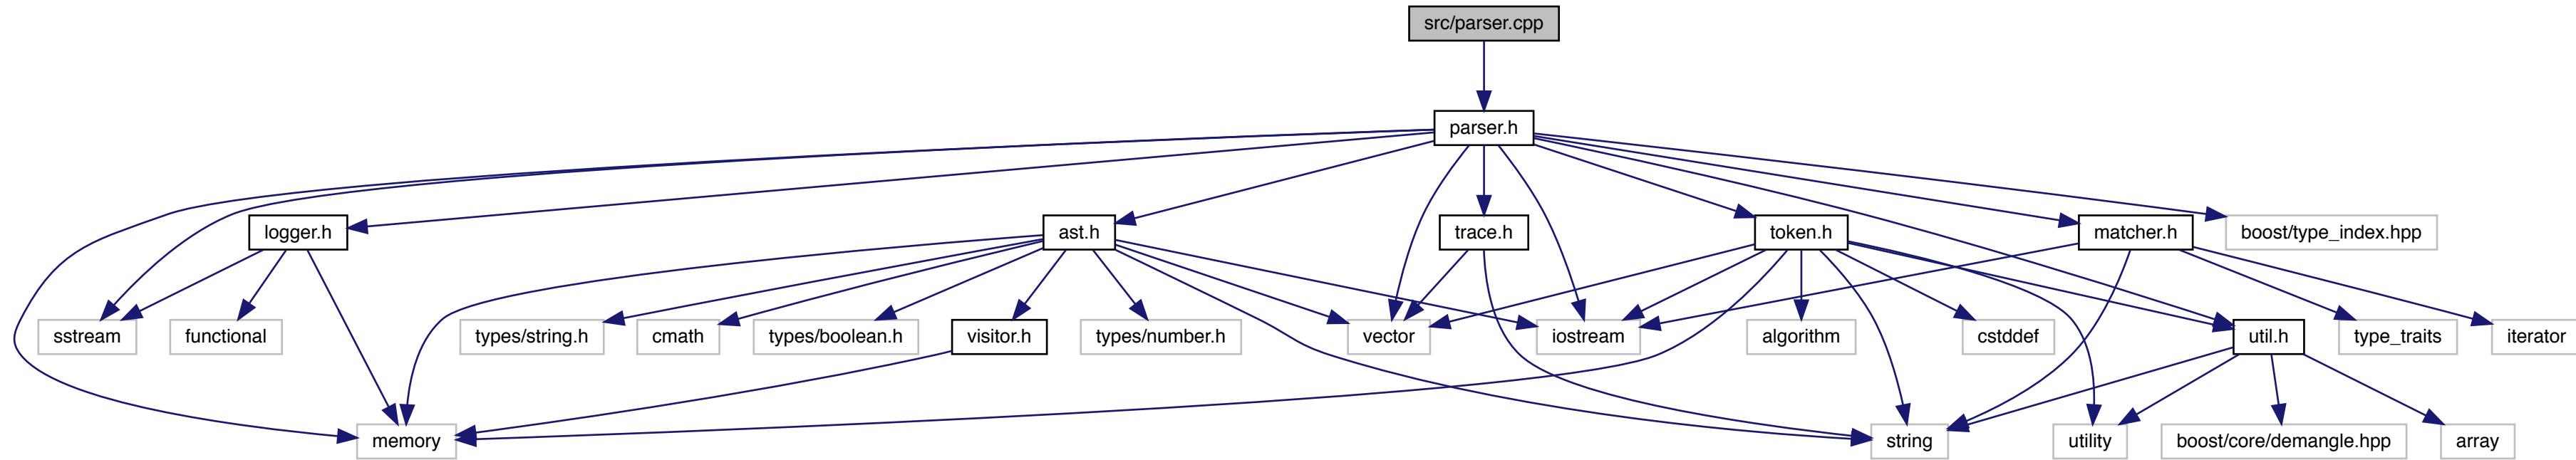 src/parser.cpp
parser.h
logger.h
ast.h
trace.h
token.h
matcher.h
boost/type_index.hpp
sstream
functional
types/string.h
cmath
types/boolean.h
visitor.h
types/number.h
vector
iostream
algorithm
cstddef
util.h
type_traits
iterator
memory
string
utility
boost/core/demangle.hpp
array